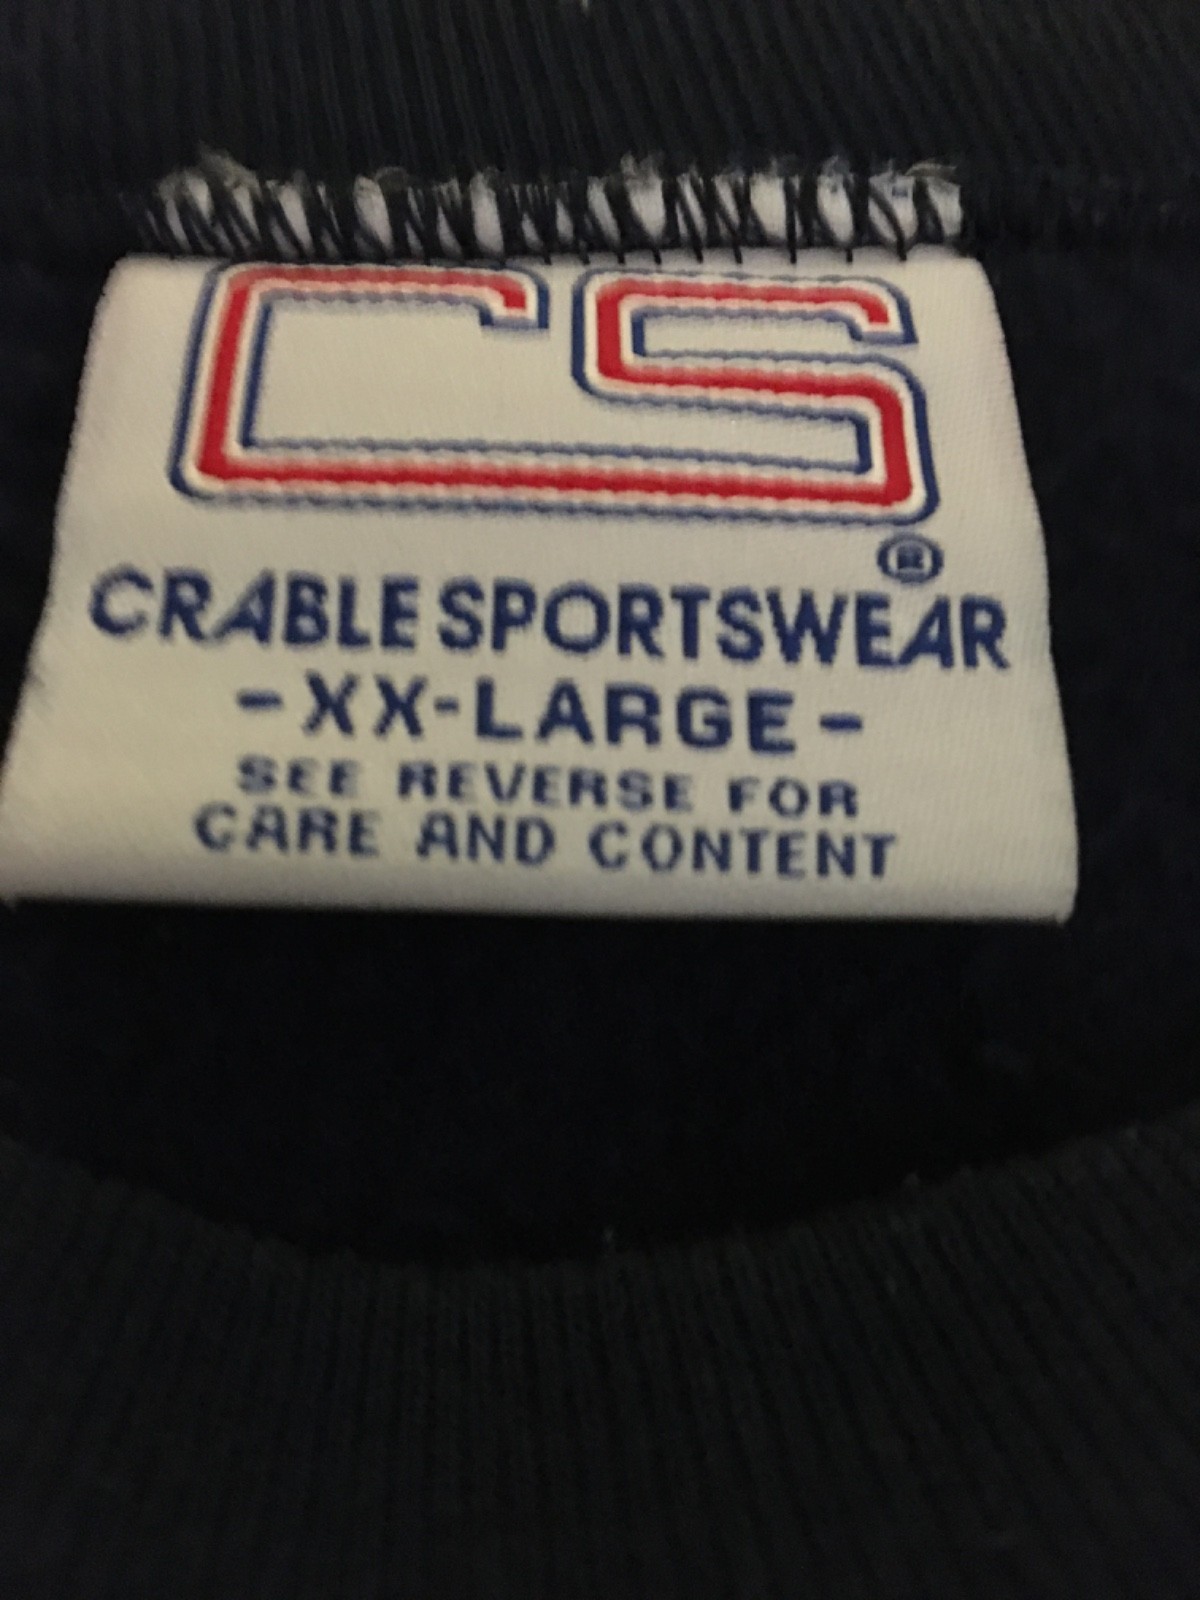 CS
®
CRABLE SPORTSWEAR
-XX-LARGE-
SEE REVERSE FOR
CARE AND CONTENT